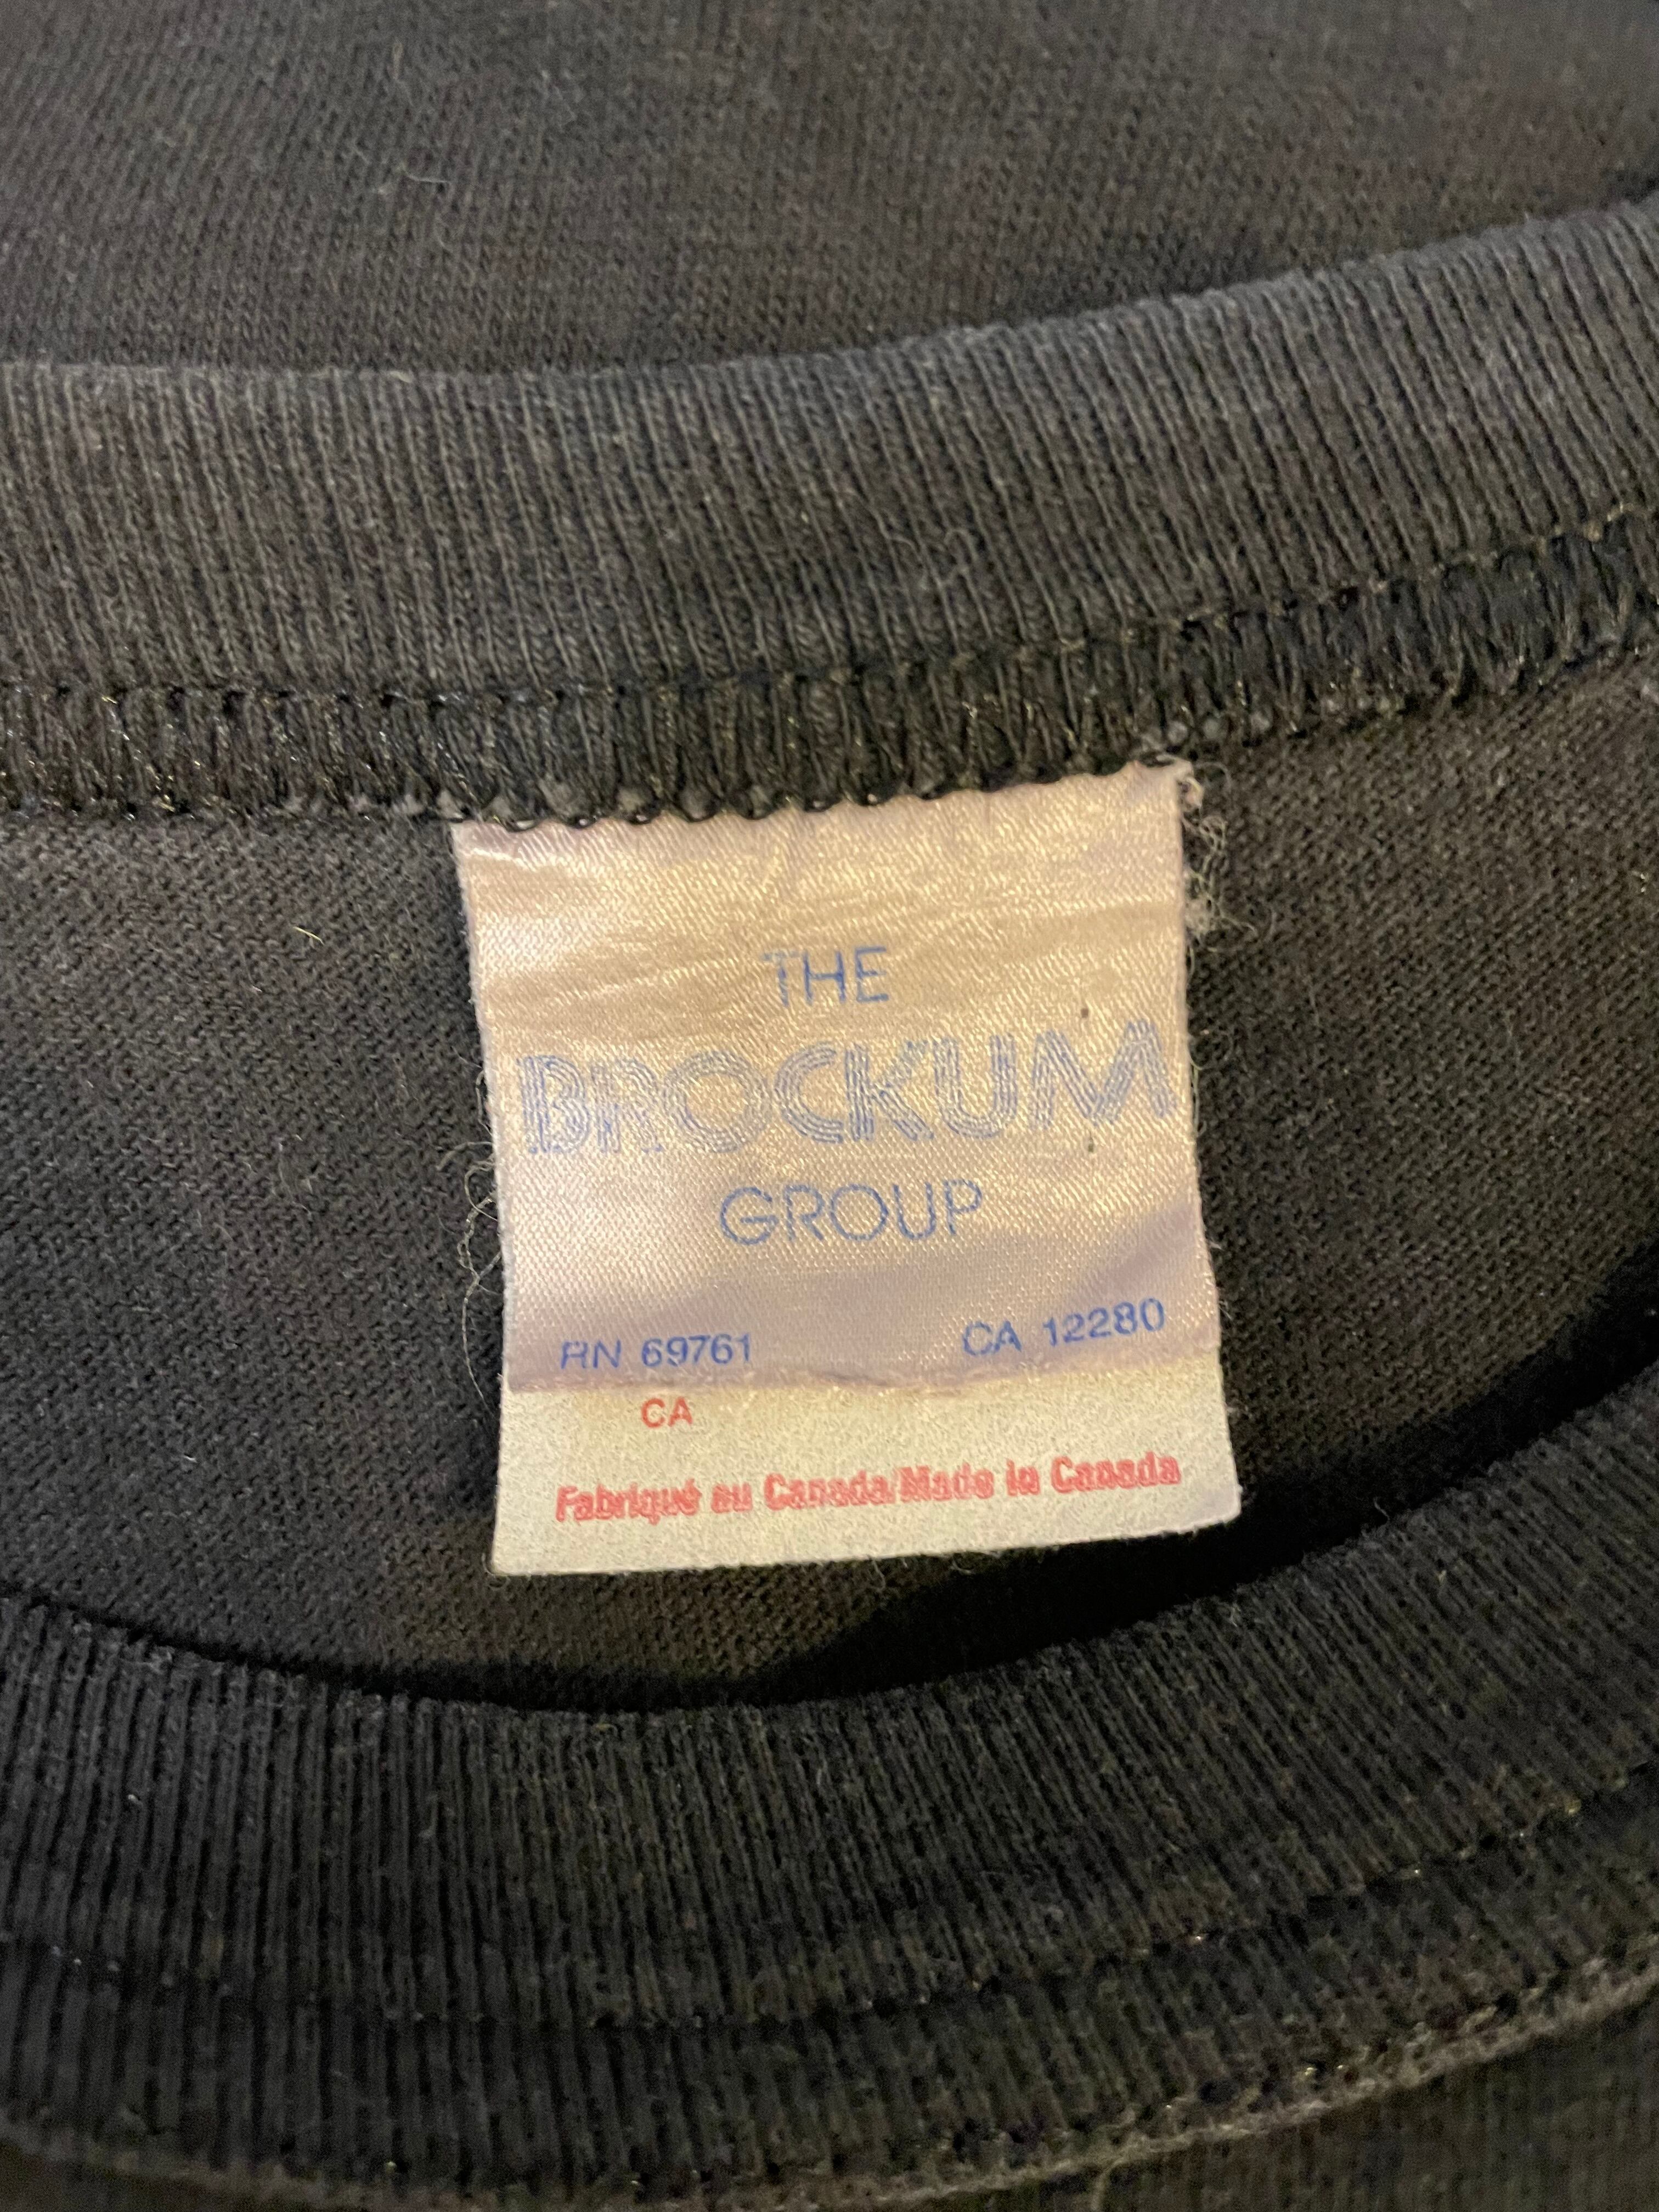 THE
BROCKUM
GROUP
RN 69761 CA 12280
CA
Fabriqué au Canada/Made in Canada